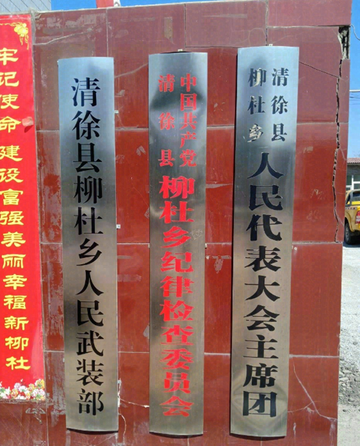 牢记使命 建设富强美丽幸福新柳杜
清徐县柳杜乡人民武装部
中国共产党
清徐县
柳杜乡纪律检查委员会
清徐县
柳杜乡
人民代表大会主席团